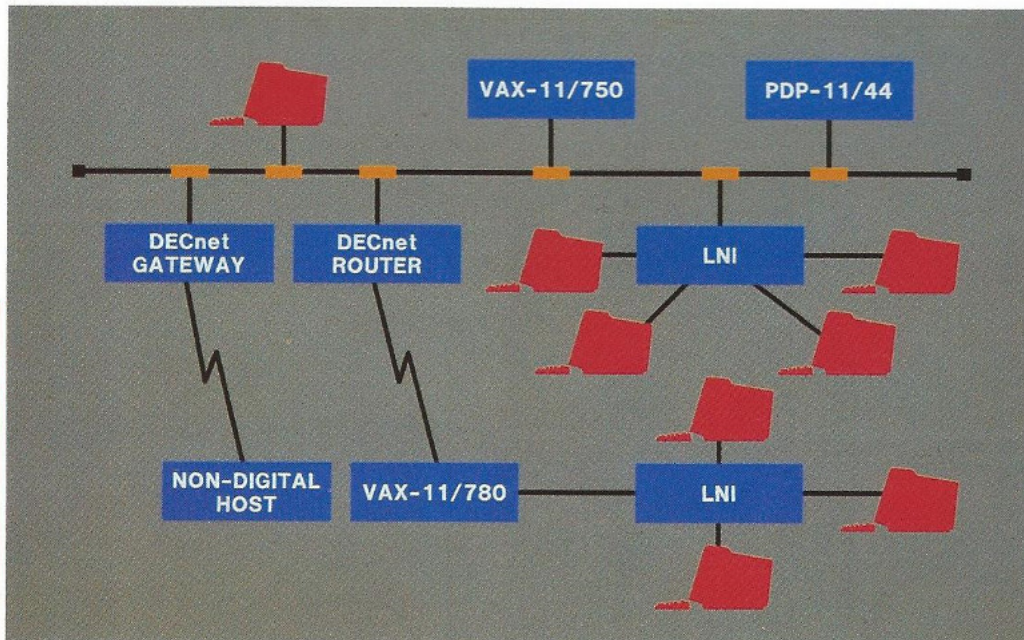 VAX-11/750
PDP-11/44
DECnet
GATEWAY
DECnet
ROUTER
LNI
NON-DIGITAL
HOST
VAX-11/780
LNI